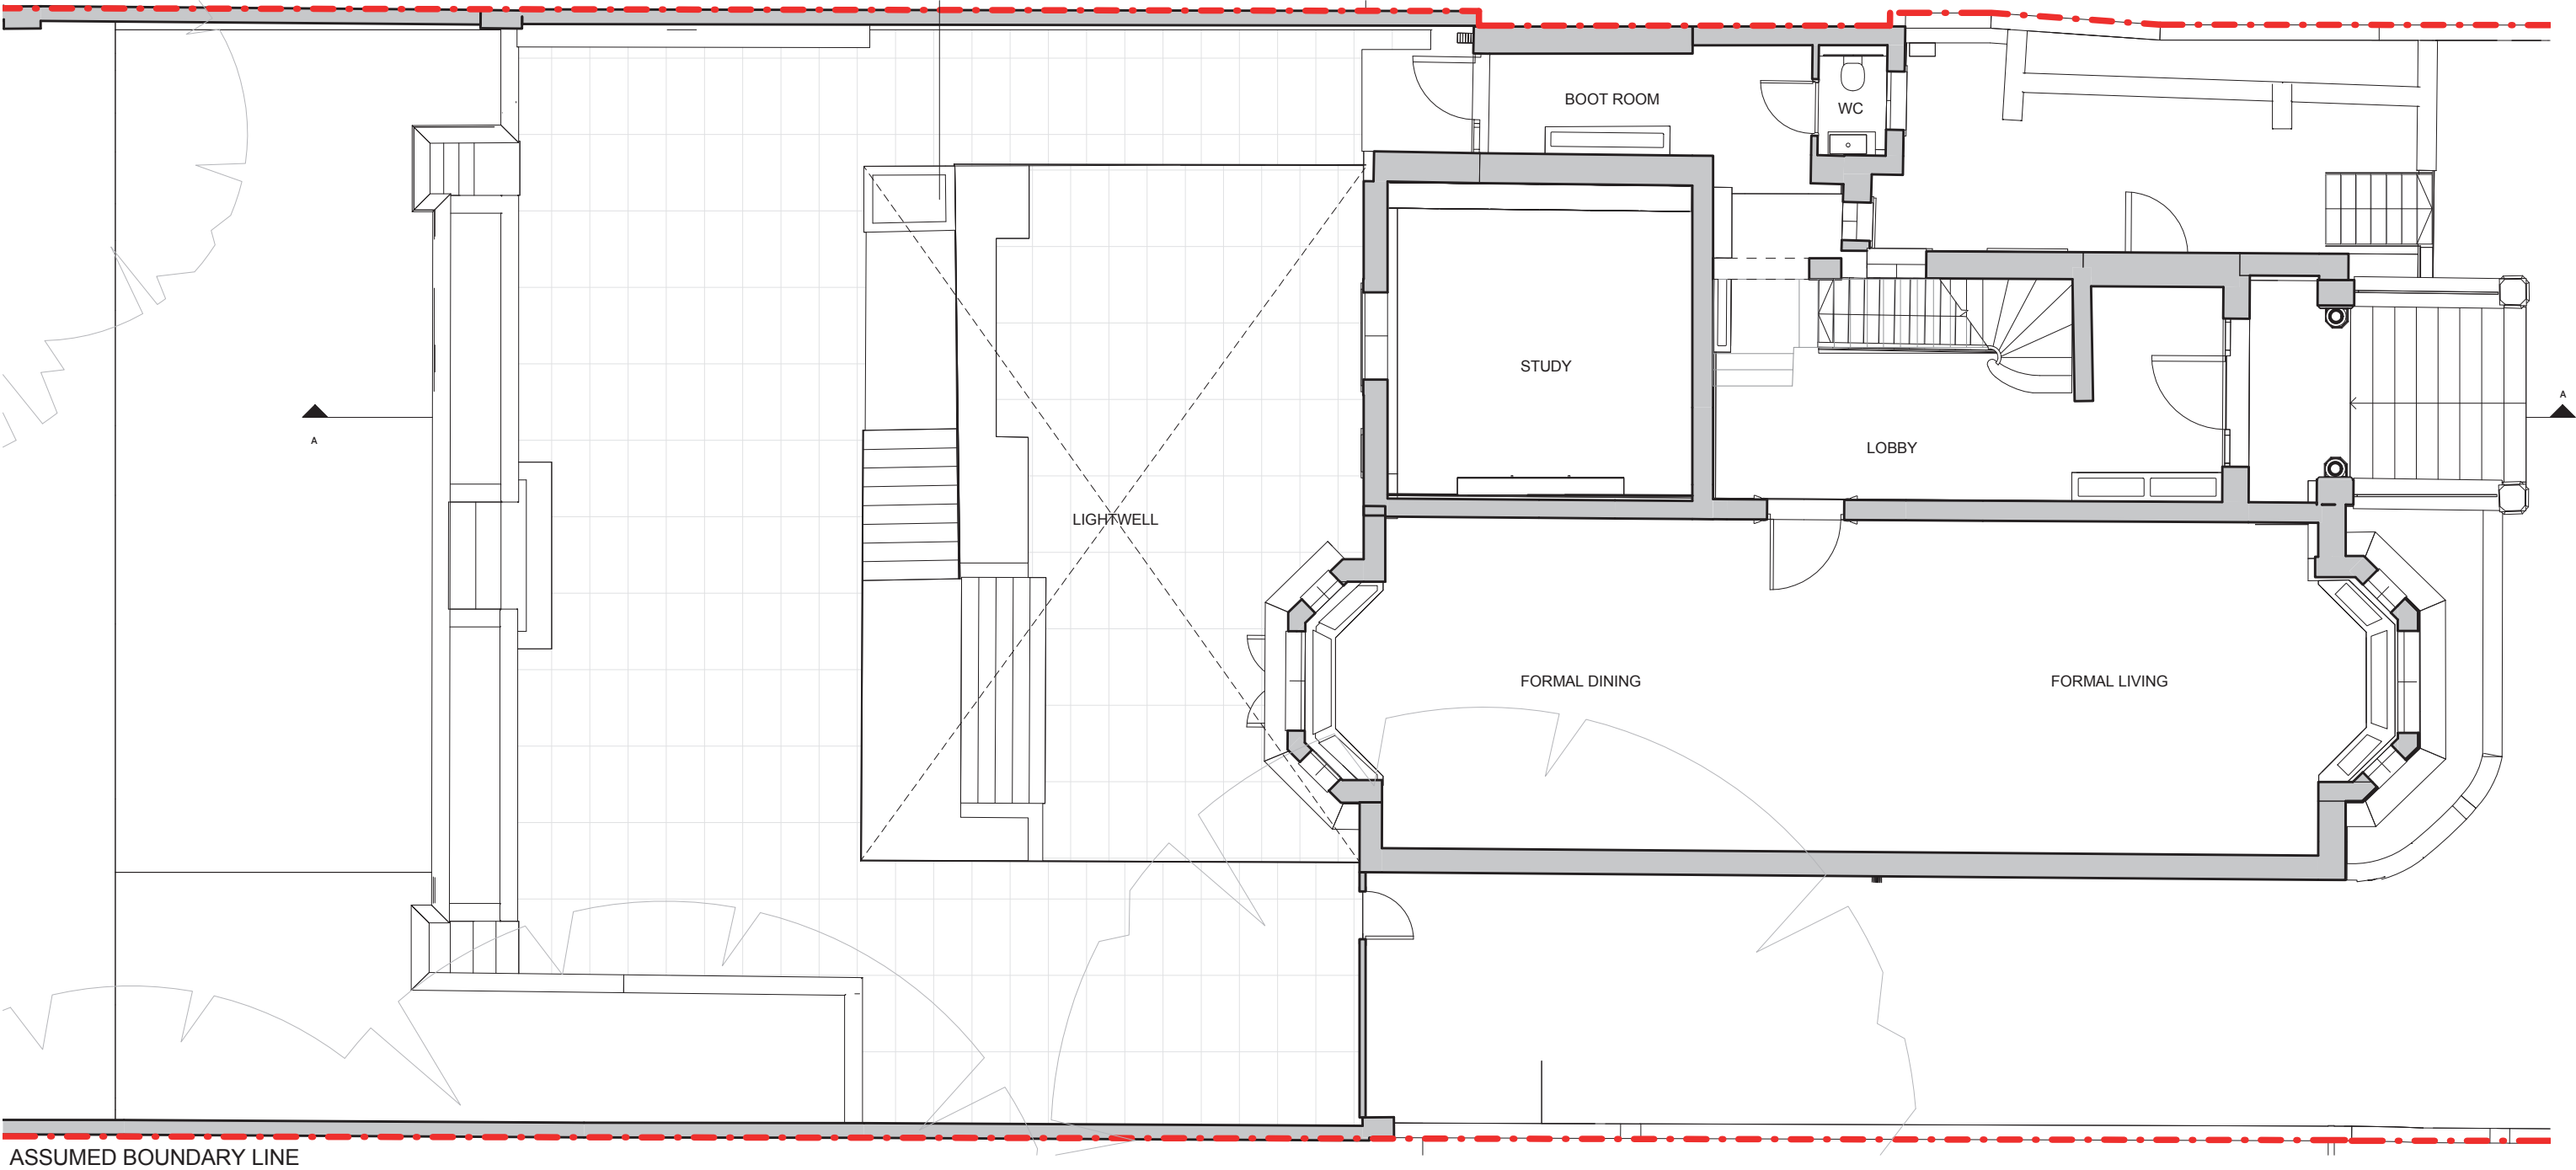 BOOT ROOM
WC
STUDY
A
A
LOBBY
LIGHTWELL
FORMAL DINING
FORMAL LIVING
ASSUMED BOUNDARY LINE